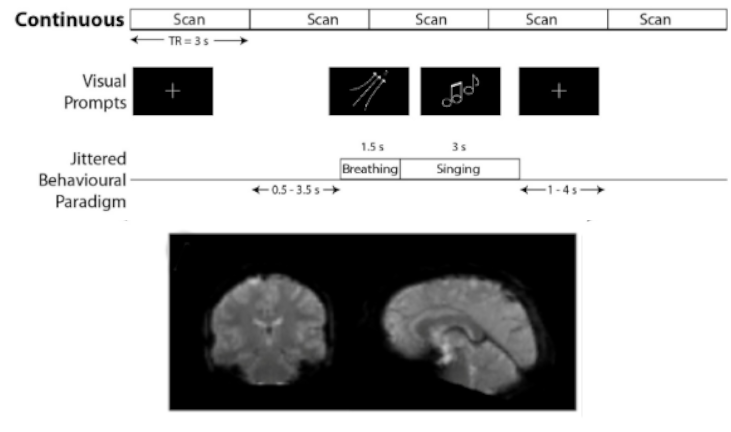 Continuous Scan Scan Scan Scan Scan
TR = 3 s
Visual
Prompts
1.5 s 3 s
Jittered
Behavioural
Paradigm
Breathing Singing
0.5 - 3.5 s 1 - 4 s